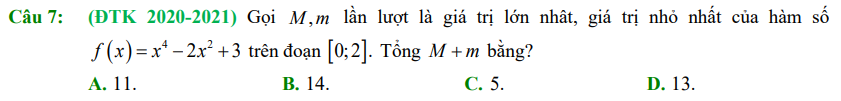 Câu 7: (ĐTK 2020-2021) Gọi M,m lần lượt là giá trị lớn nhât, giá trị nhỏ nhất của hàm số
f(x)=x⁴−2x²+3 trên đoạn [0;2]. Tổng M+m bằng?
A. 11. B. 14. C. 5. D. 13.